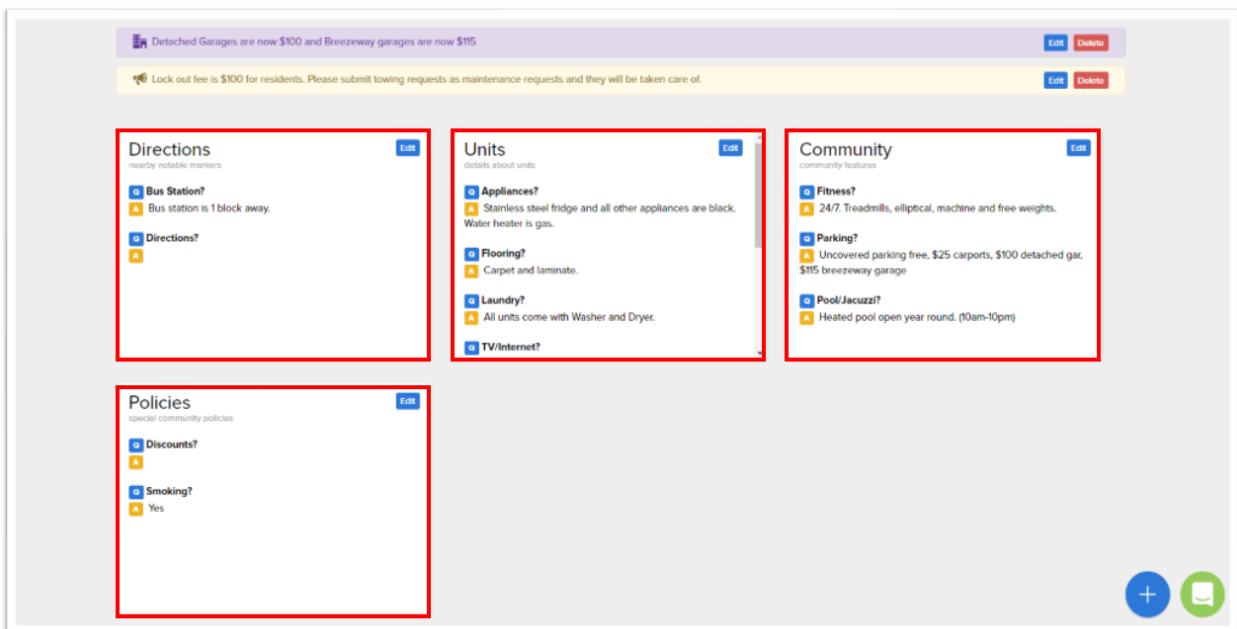 Detached Garages are now $100 and Breezeway garages are now $115
Edit Delete
Lock out fee is $100 for residents. Please submit towing requests as maintenance requests and they will be taken care of.
Edit Delete
Directions
Edit
nearby notable markers
Q Bus Station?
A Bus station is 1 block away.
Q Directions?
A
Units
Edit
details about units
Q Appliances?
A Stainless steel fridge and all other appliances are black.
Water heater is gas.
Q Flooring?
A Carpet and laminate.
Q Laundry?
A All units come with Washer and Dryer.
Q TV/Internet?
Community
Edit
community features
Q Fitness?
A 24/7. Treadmills, elliptical, machine and free weights.
Q Parking?
A Uncovered parking free, $25 carports, $100 detached gar,
$115 breezeway garage
Q Pool/Jacuzzi?
A Heated pool open year round. (10am-10pm)
Policies
Edit
special community policies
Q Discounts?
A
Q Smoking?
A Yes